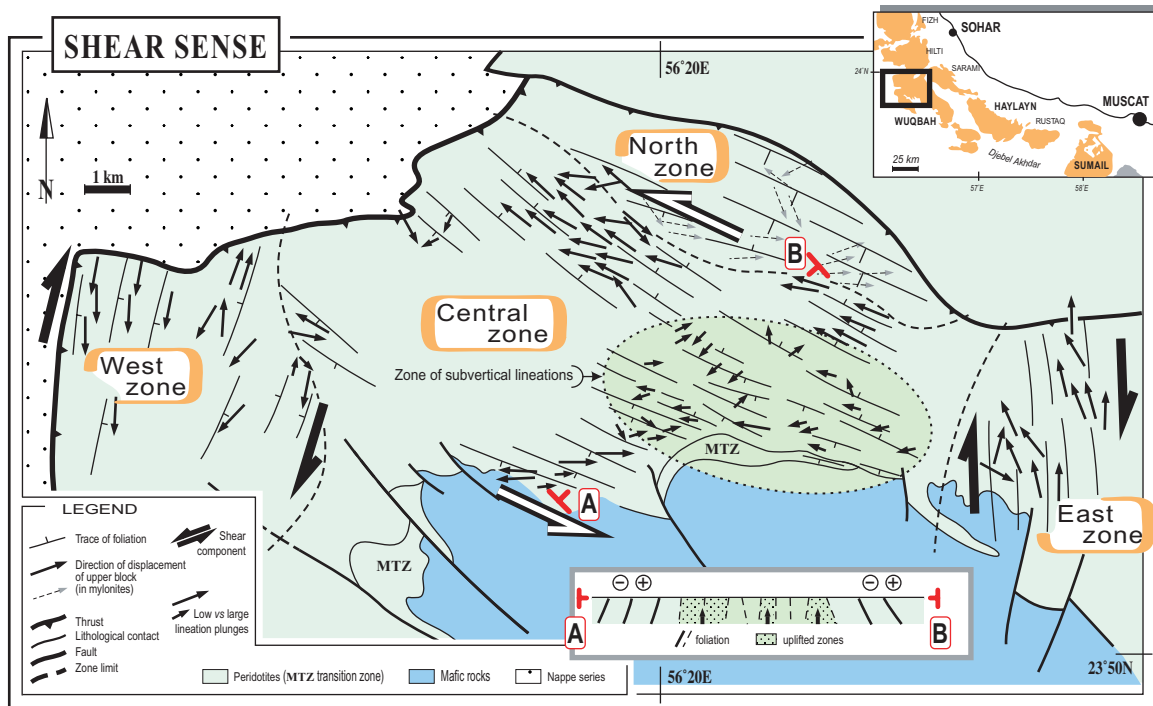 SHEAR SENSE
56°20E
N
1 km
North
zone
B
Central
zone
West
zone
Zone of subvertical lineations
MTZ
A
MTZ
East
zone
FIZH
SOHAR
HILTI
24°N
SARAMI
MUSCAT
HAYLAYN
WUQBAH
RUSTAQ
Djebel Akhdar
SUMAIL
25 km
57°E
58°E
LEGEND
Trace of foliation
Shear
component
Direction of displacement
of upper block
(in mylonites)
Low vs large
lineation plunges
Thrust
Lithological contact
Fault
Zone limit
Peridotites (MTZ transition zone)
Mafic rocks
Nappe series
− + − +
A
B
foliation
uplifted zones
56°20E
23°50N